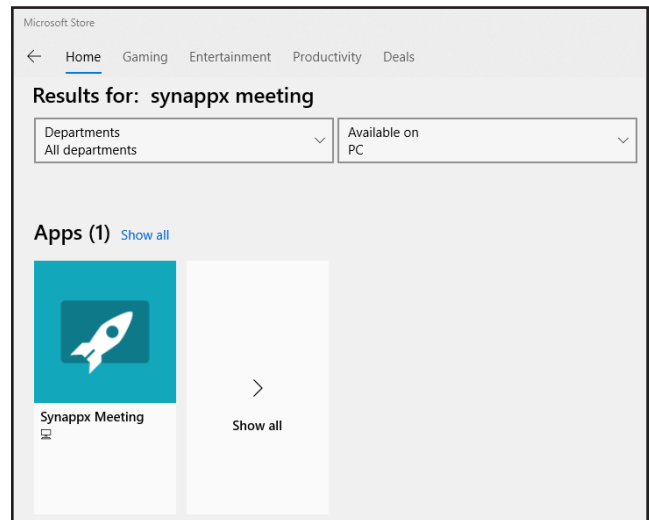 Microsoft Store
Home Gaming Entertainment Productivity Deals
Results for: synappx meeting
Departments
All departments
Available on
PC
Apps (1) Show all
Synappx Meeting
Show all